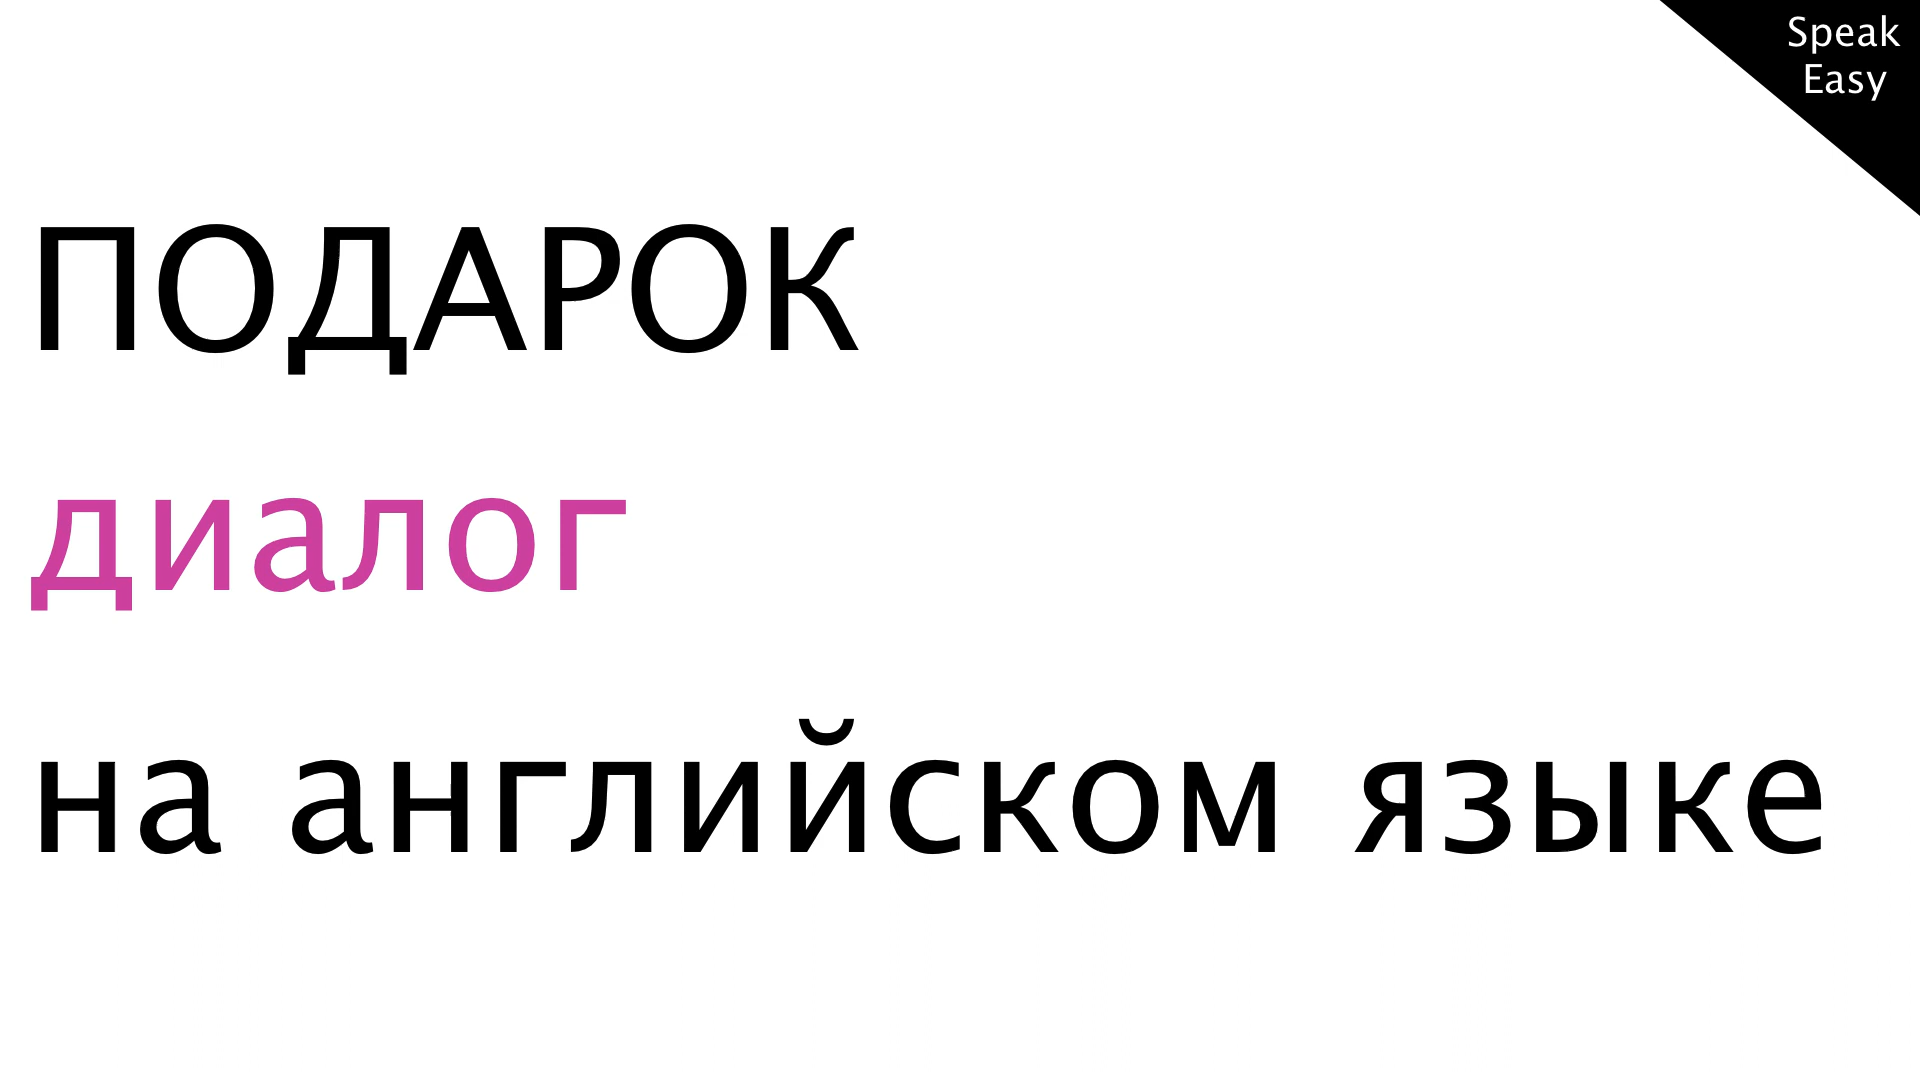 Speak
Easy
ПОДАРОК
диалог
на английском языке